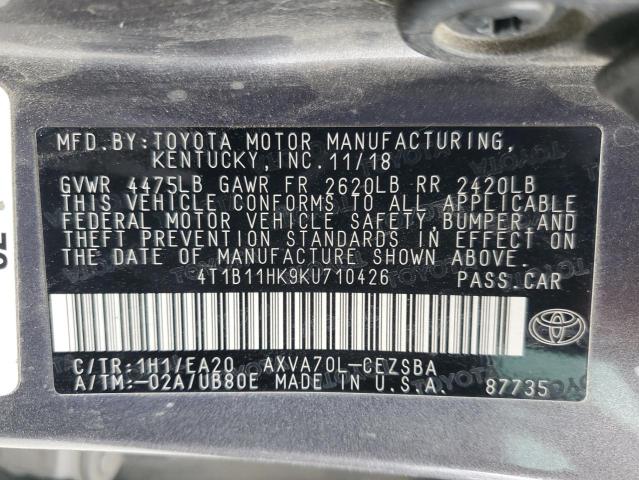 MFD. BY: TOYOTA MOTOR MANUFACTURING,
KENTUCKY, INC. 11/18
GVWR 4475LB GAWR FR 2620LB RR 2420LB
THIS VEHICLE CONFORMS TO ALL APPLICABLE
FEDERAL MOTOR VEHICLE SAFETY, BUMPER, AND
THEFT PREVENTION STANDARDS IN EFFECT ON
THE DATE OF MANUFACTURE SHOWN ABOVE.
4T1B11HK9KU710426 PASS. CAR
C/TR: 1H1/EA20 AXVA70L-CEZSBA
A/TM: -02A/UB80E MADE IN U.S.A. 87735